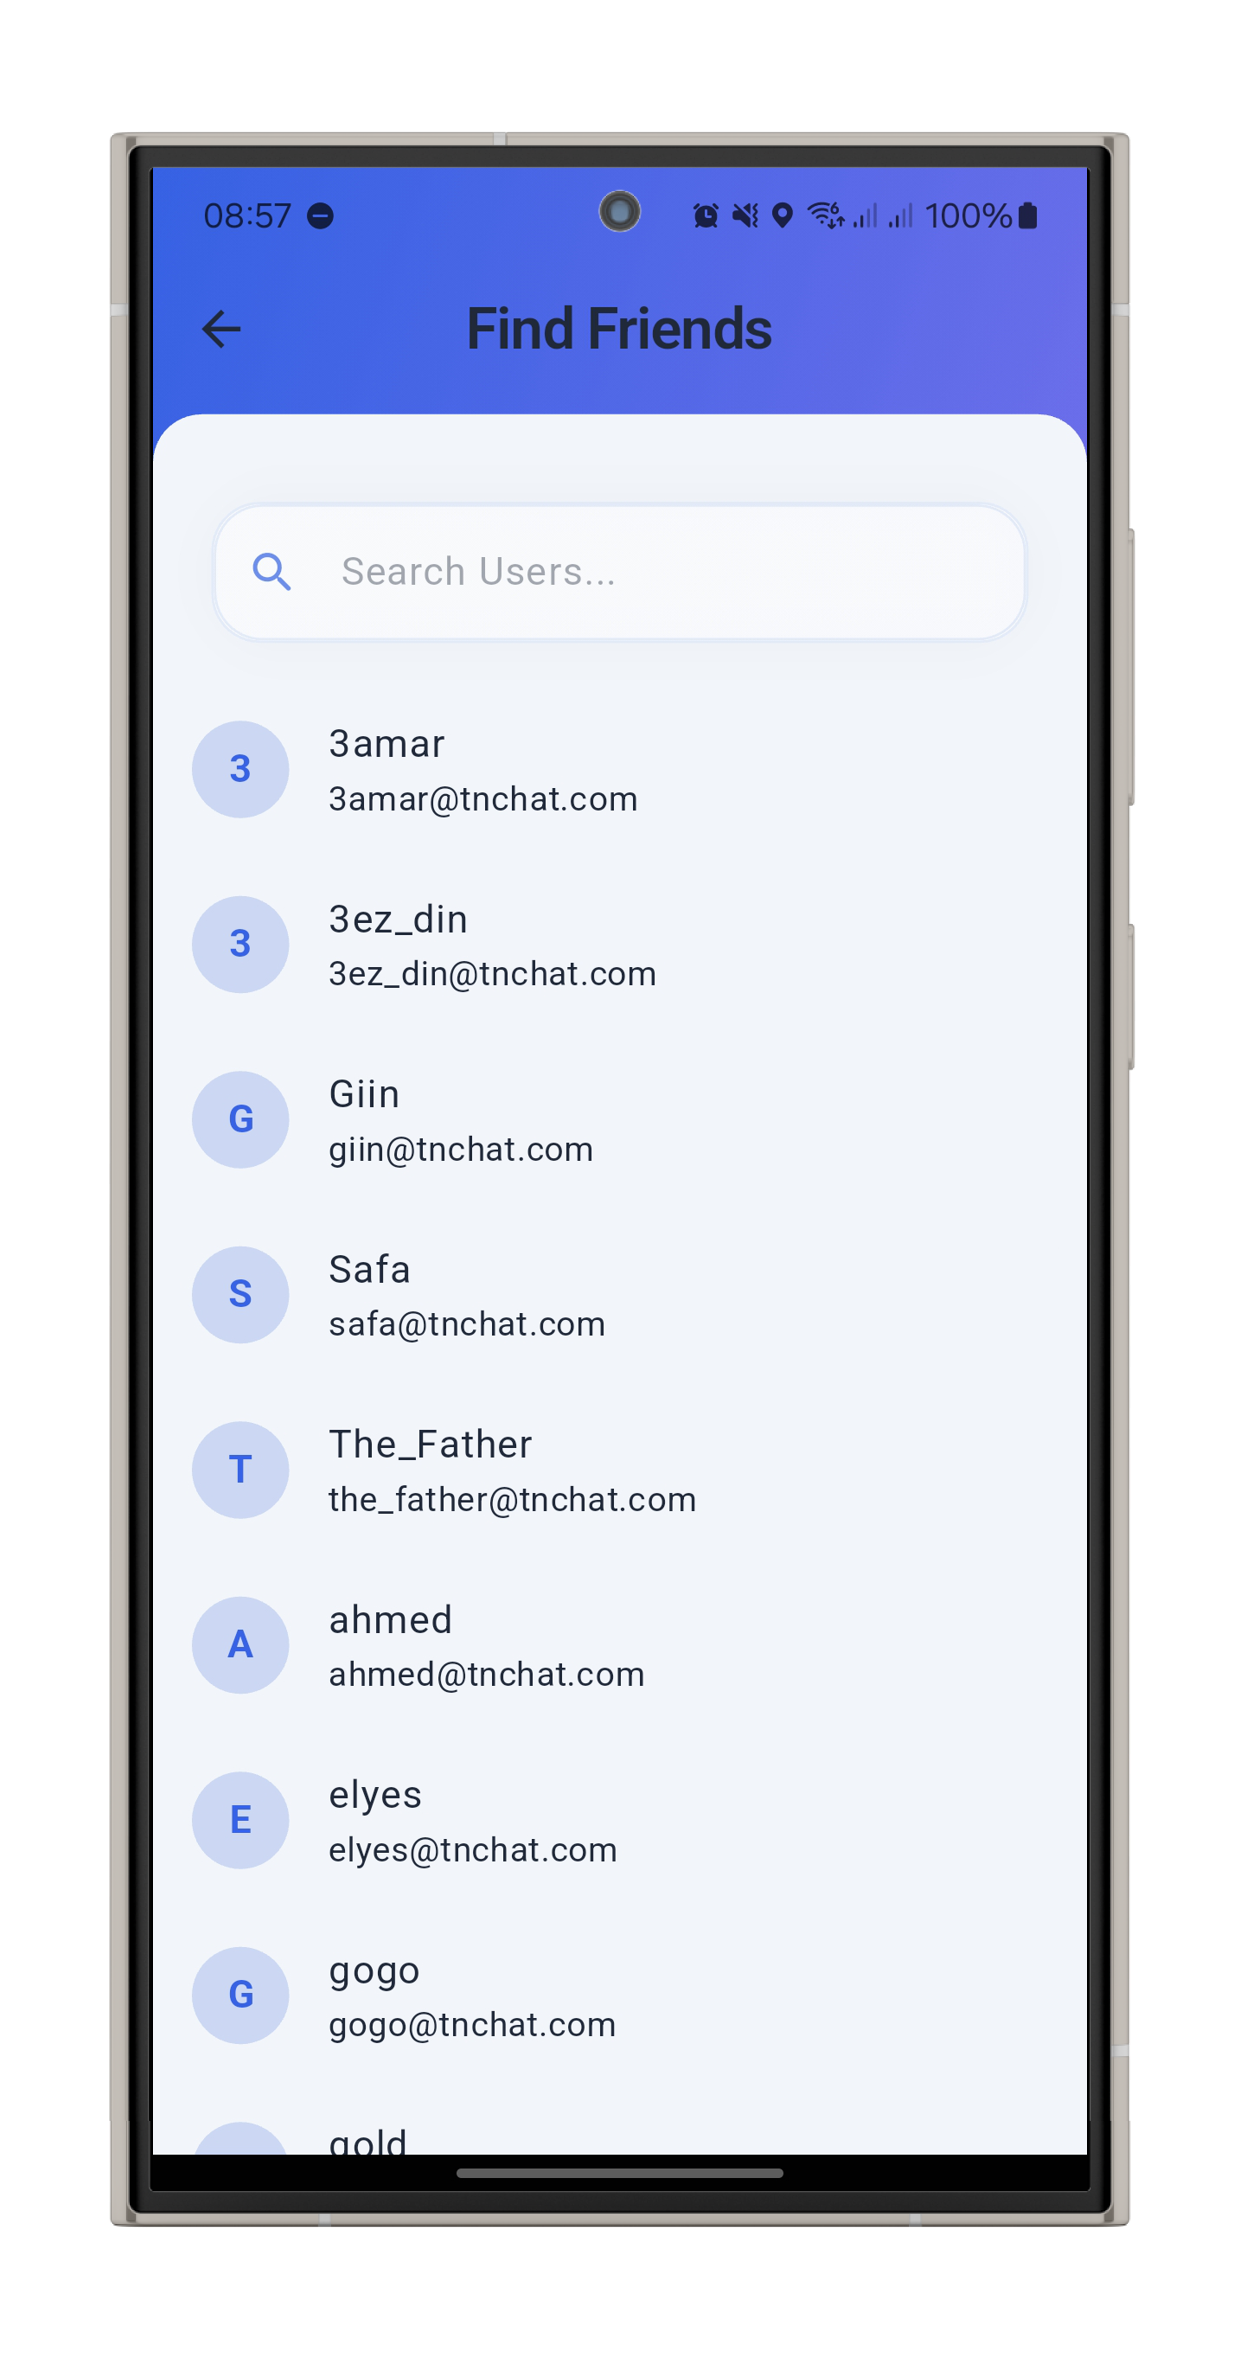 08:57
6
100%
Find Friends
Search Users...
3
3amar
3amar@tnchat.com
3
3ez_din
3ez_din@tnchat.com
G
Giin
giin@tnchat.com
S
Safa
safa@tnchat.com
T
The_Father
the_father@tnchat.com
A
ahmed
ahmed@tnchat.com
E
elyes
elyes@tnchat.com
G
gogo
gogo@tnchat.com
gold